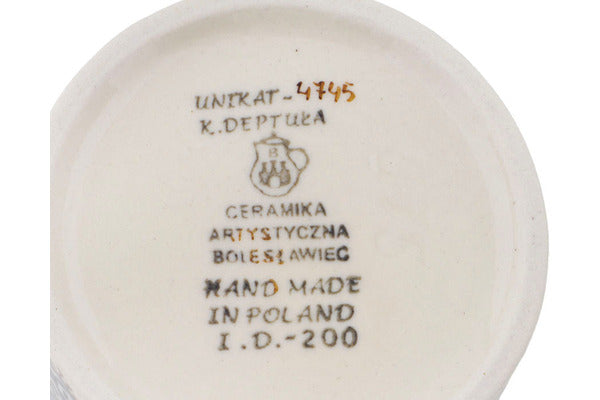 UNIKAT-4745
K.DEPTUŁA
B
CERAMIKA
ARTYSTYCZNA
BOLESŁAWIEC
HAND MADE
IN POLAND
I.D.-200